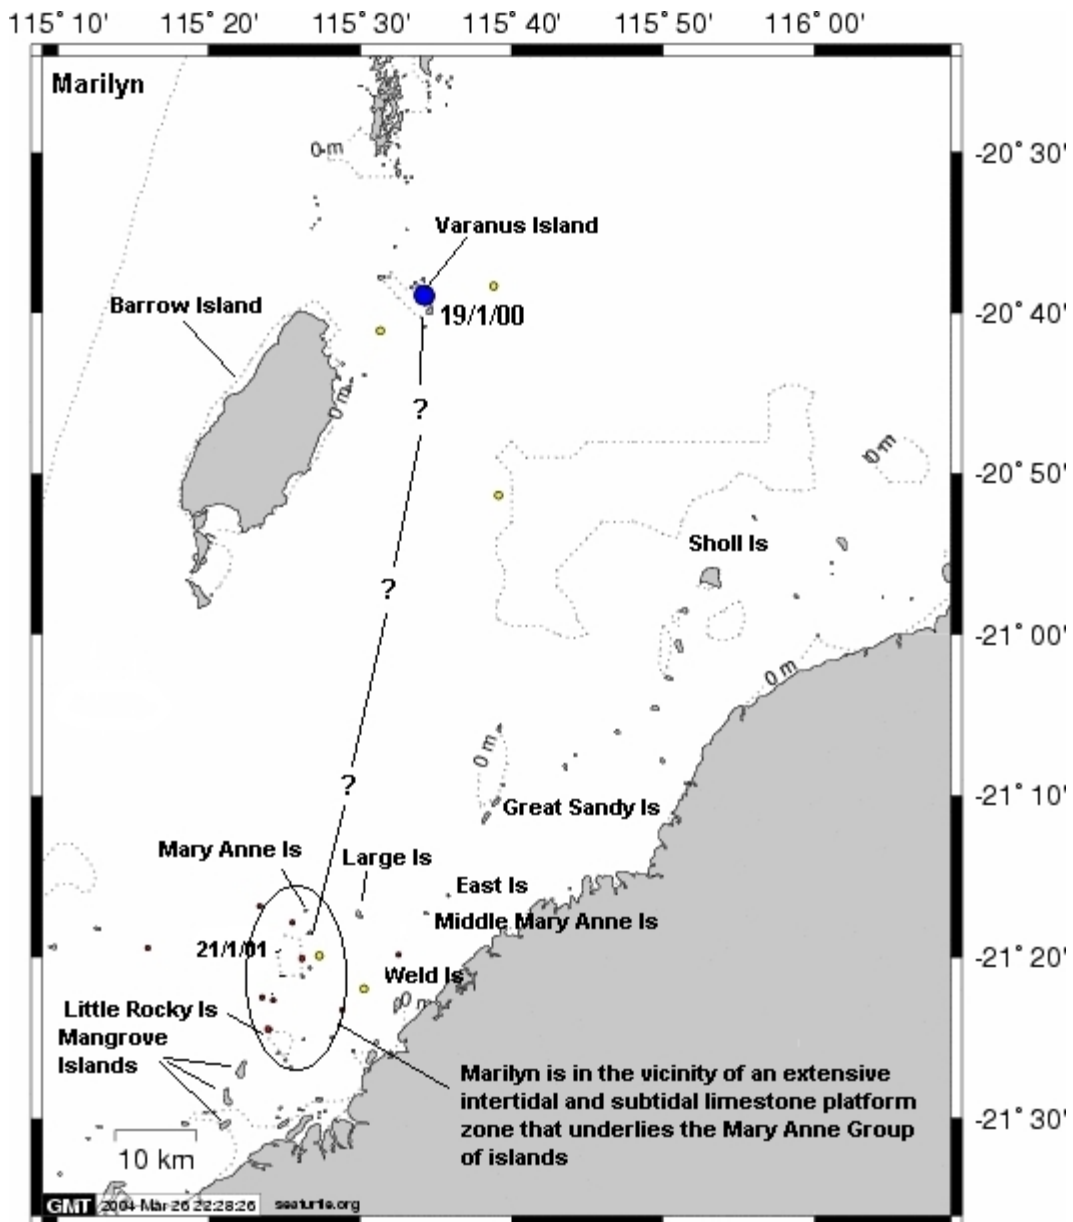 115° 10' 115° 20' 115° 30' 115° 40' 115° 50' 116° 00'
Marilyn
-20° 30'
0 m
Varanus Island
Barrow Island
19/1/00
-20° 40'
0 m
?
0 m
-20° 50'
Sholl Is
?
-21° 00'
0 m
0 m
?
-21° 10'
Great Sandy Is
Mary Anne Is
Large Is
East Is
Middle Mary Anne Is
21/1/01
-21° 20'
Weld Is
0 m
Little Rocky Is
Mangrove
Islands
Marilyn is in the vicinity of an extensive
intertidal and subtidal limestone platform
zone that underlies the Mary Anne Group
of islands
-21° 30'
10 km
GMT 2004 Mar 26 22:28:26 seaturtle.org